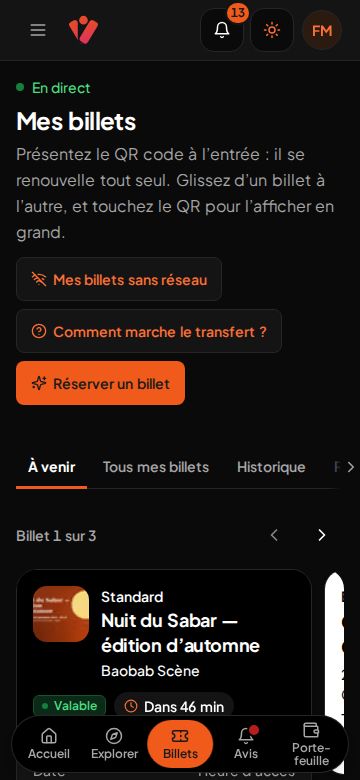 13
FM
En direct
Mes billets
Présentez le QR code à l’entrée : il se
renouvelle tout seul. Glissez d’un billet à
l’autre, et touchez le QR pour l’afficher en
grand.
Mes billets sans réseau
Comment marche le transfert ?
Réserver un billet
À venir
Tous mes billets
Historique
Billet 1 sur 3
Standard
Nuit du Sabar —
édition d’automne
Baobab Scène
Valable
Dans 46 min
Accueil
Explorer
Billets
Avis
Porte-
feuille